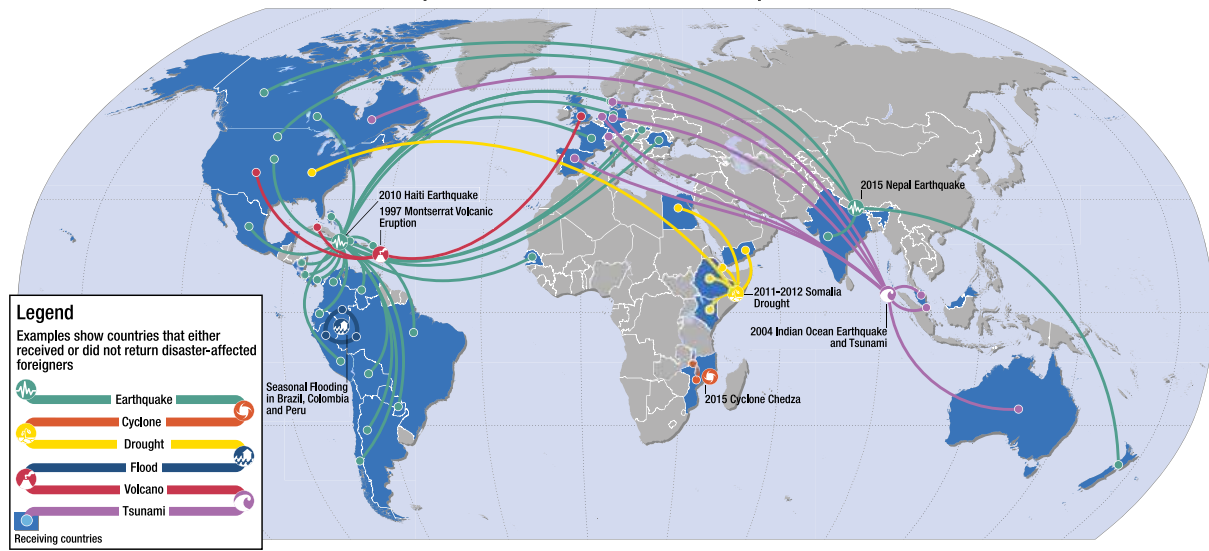 2010 Haiti Earthquake
1997 Montserrat Volcanic
Eruption
2015 Nepal Earthquake
2011-2012 Somalia
Drought
2004 Indian Ocean Earthquake
and Tsunami
2015 Cyclone Chedza
Seasonal Flooding
in Brazil, Colombia
and Peru
Legend
Examples show countries that either
received or did not return disaster-affected
foreigners
Earthquake
Cyclone
Drought
Flood
Volcano
Tsunami
Receiving countries